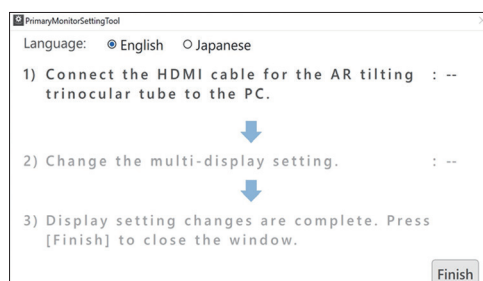 PrimaryMonitorSettingTool
Language: English Japanese
1) Connect the HDMI cable for the AR tilting : --
trinocular tube to the PC.
2) Change the multi-display setting. : --
3) Display setting changes are complete. Press
[Finish] to close the window.
Finish